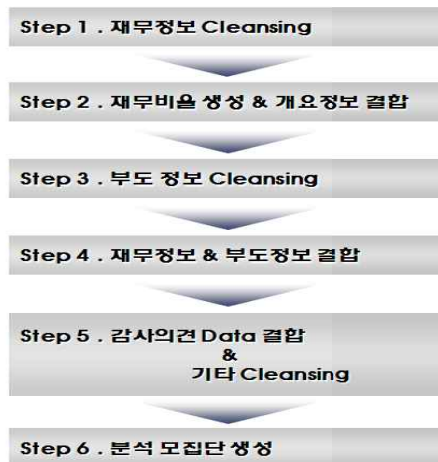 Step 1 . 재무정보 Cleansing
Step 2 . 재무비율 생성 & 개요정보 결합
Step 3 . 부도 정보 Cleansing
Step 4 . 재무정보 & 부도정보 결합
Step 5 . 감사의견 Data 결합
&
기타 Cleansing
Step 6 . 분석 모집단 생성